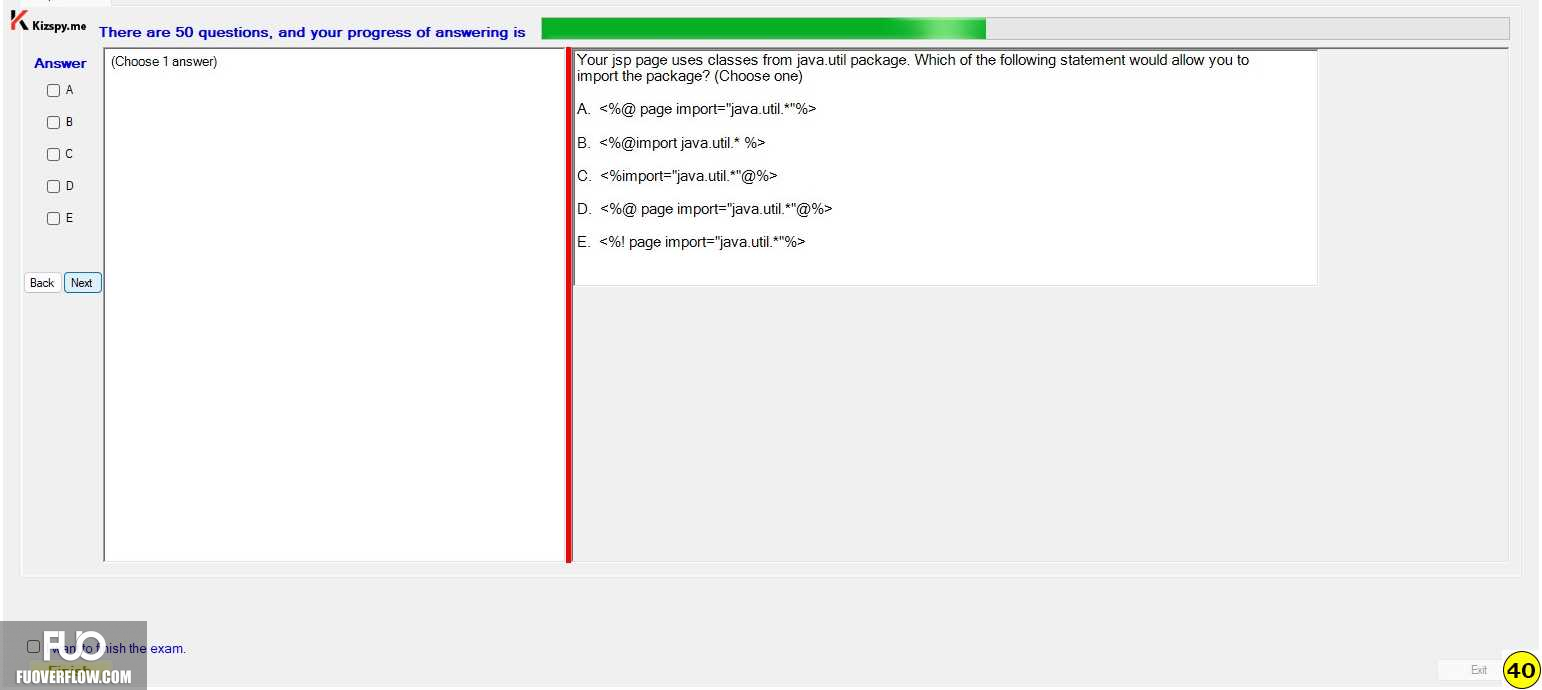 Kizspy.me
There are 50 questions, and your progress of answering is
Answer
(Choose 1 answer)
A
B
C
D
E
Back
Next
Your jsp page uses classes from java.util package. Which of the following statement would allow you to
import the package? (Choose one)
A. <%@ page import="java.util.*"%>
B. <%@import java.util.* %>
C. <%import="java.util.*"@%>
D. <%@ page import="java.util.*"@%>
E. <%! page import="java.util.*"%>
FUO
to finish the exam.
Finish
FUOVERFLOW.COM
Exit
40